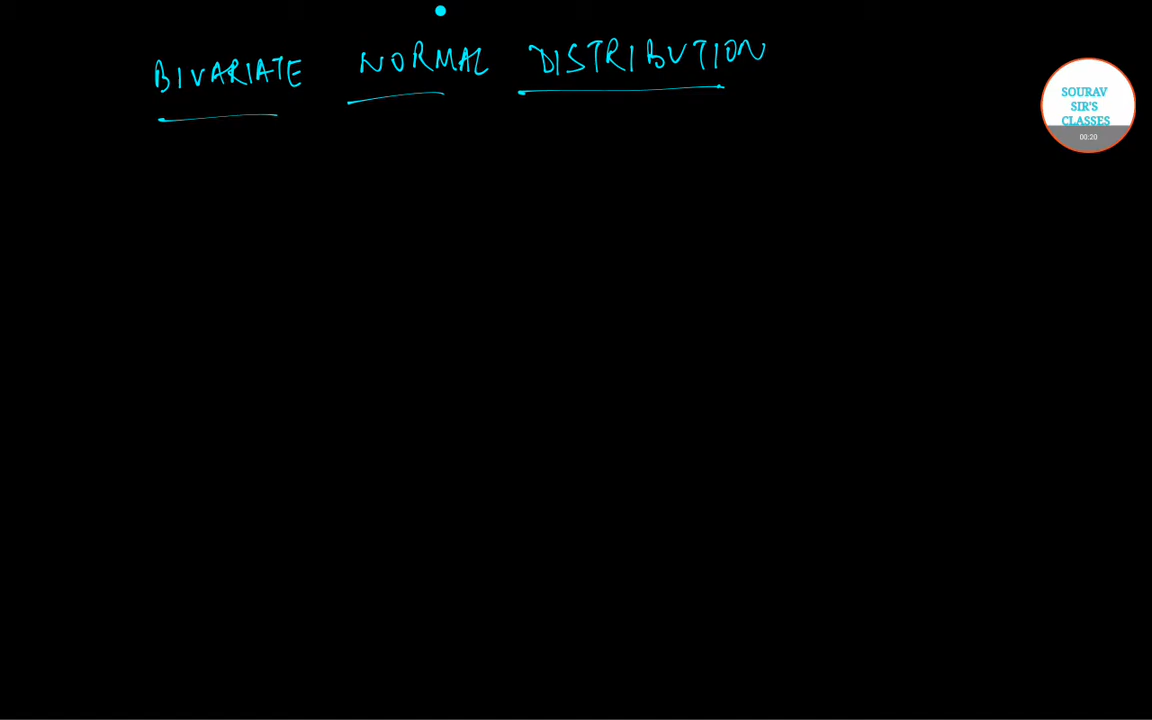 BIVARIATE NORMAL DISTRIBUTION
SOURAV
SIR'S
CLASSES
00:20